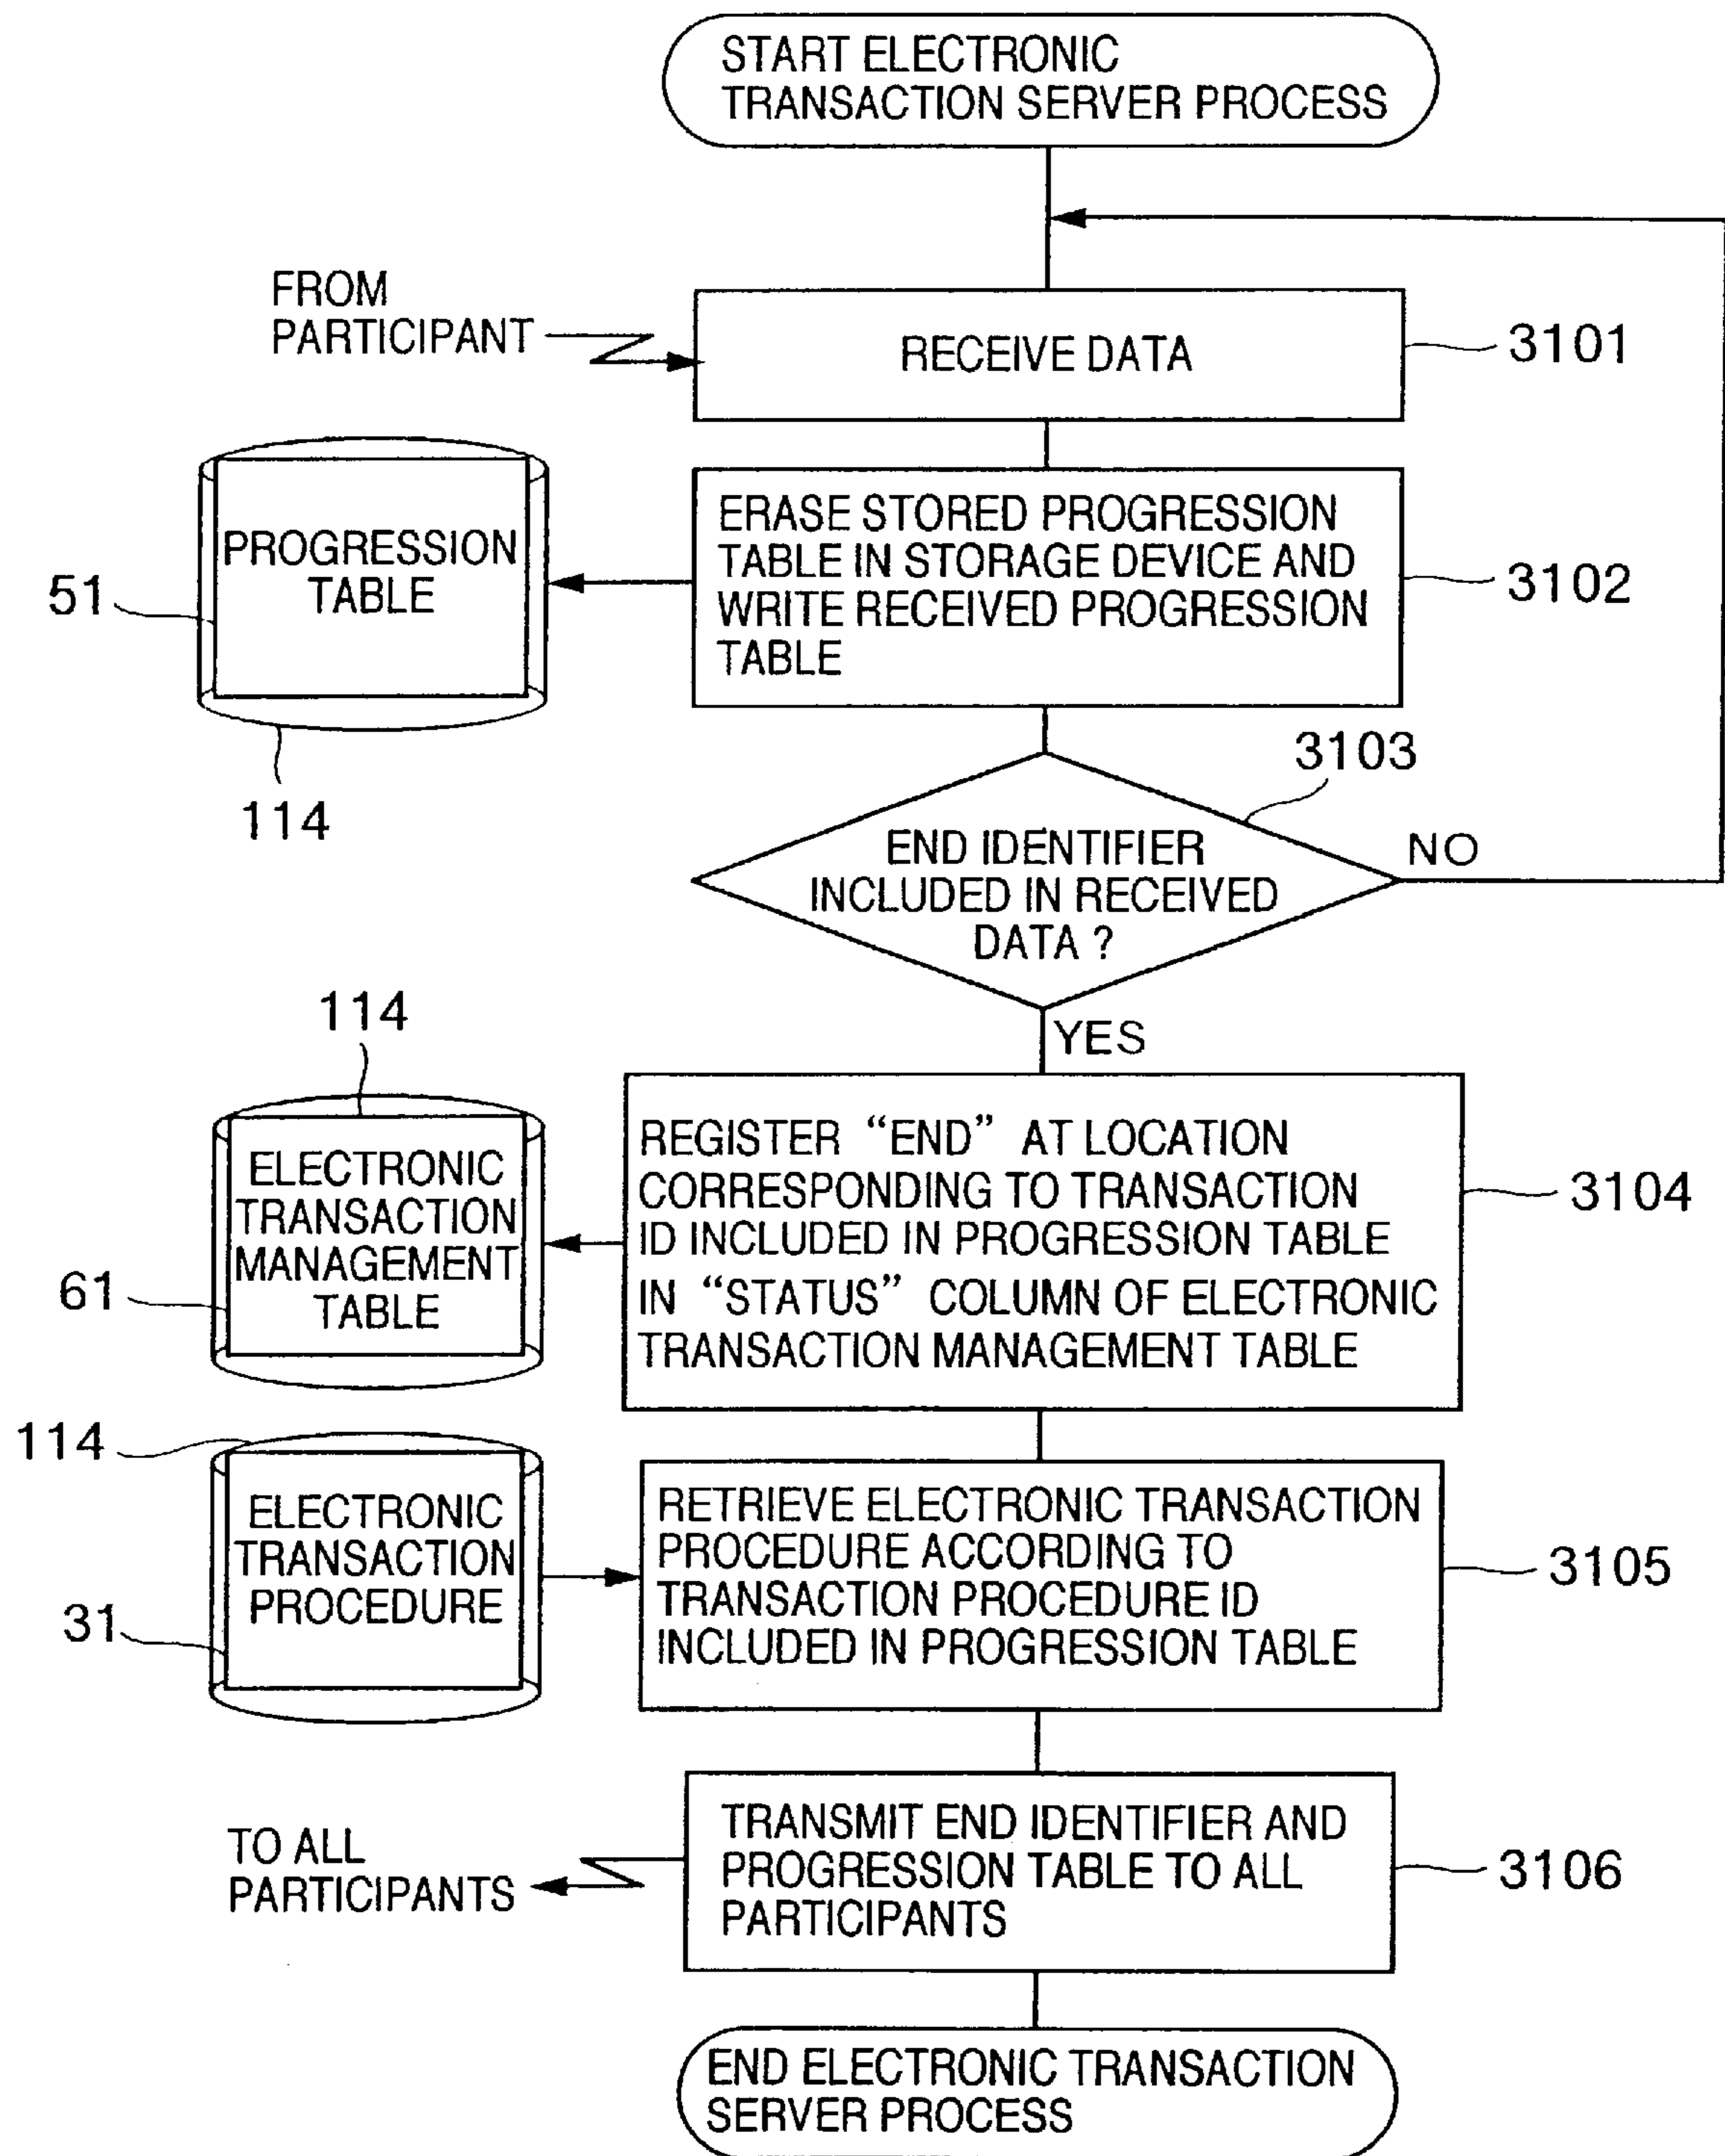 START ELECTRONIC
TRANSACTION SERVER PROCESS
FROM
PARTICIPANT
RECEIVE DATA
3101
PROGRESSION
TABLE
51
114
ERASE STORED PROGRESSION
TABLE IN STORAGE DEVICE AND
WRITE RECEIVED PROGRESSION
TABLE
3102
3103
END IDENTIFIER
INCLUDED IN RECEIVED
DATA ?
NO
YES
114
ELECTRONIC
TRANSACTION
MANAGEMENT
TABLE
61
REGISTER “END” AT LOCATION
CORRESPONDING TO TRANSACTION
ID INCLUDED IN PROGRESSION TABLE
IN “STATUS” COLUMN OF ELECTRONIC
TRANSACTION MANAGEMENT TABLE
3104
114
ELECTRONIC
TRANSACTION
PROCEDURE
31
RETRIEVE ELECTRONIC TRANSACTION
PROCEDURE ACCORDING TO
TRANSACTION PROCEDURE ID
INCLUDED IN PROGRESSION TABLE
3105
TO ALL
PARTICIPANTS
TRANSMIT END IDENTIFIER AND
PROGRESSION TABLE TO ALL
PARTICIPANTS
3106
END ELECTRONIC TRANSACTION
SERVER PROCESS